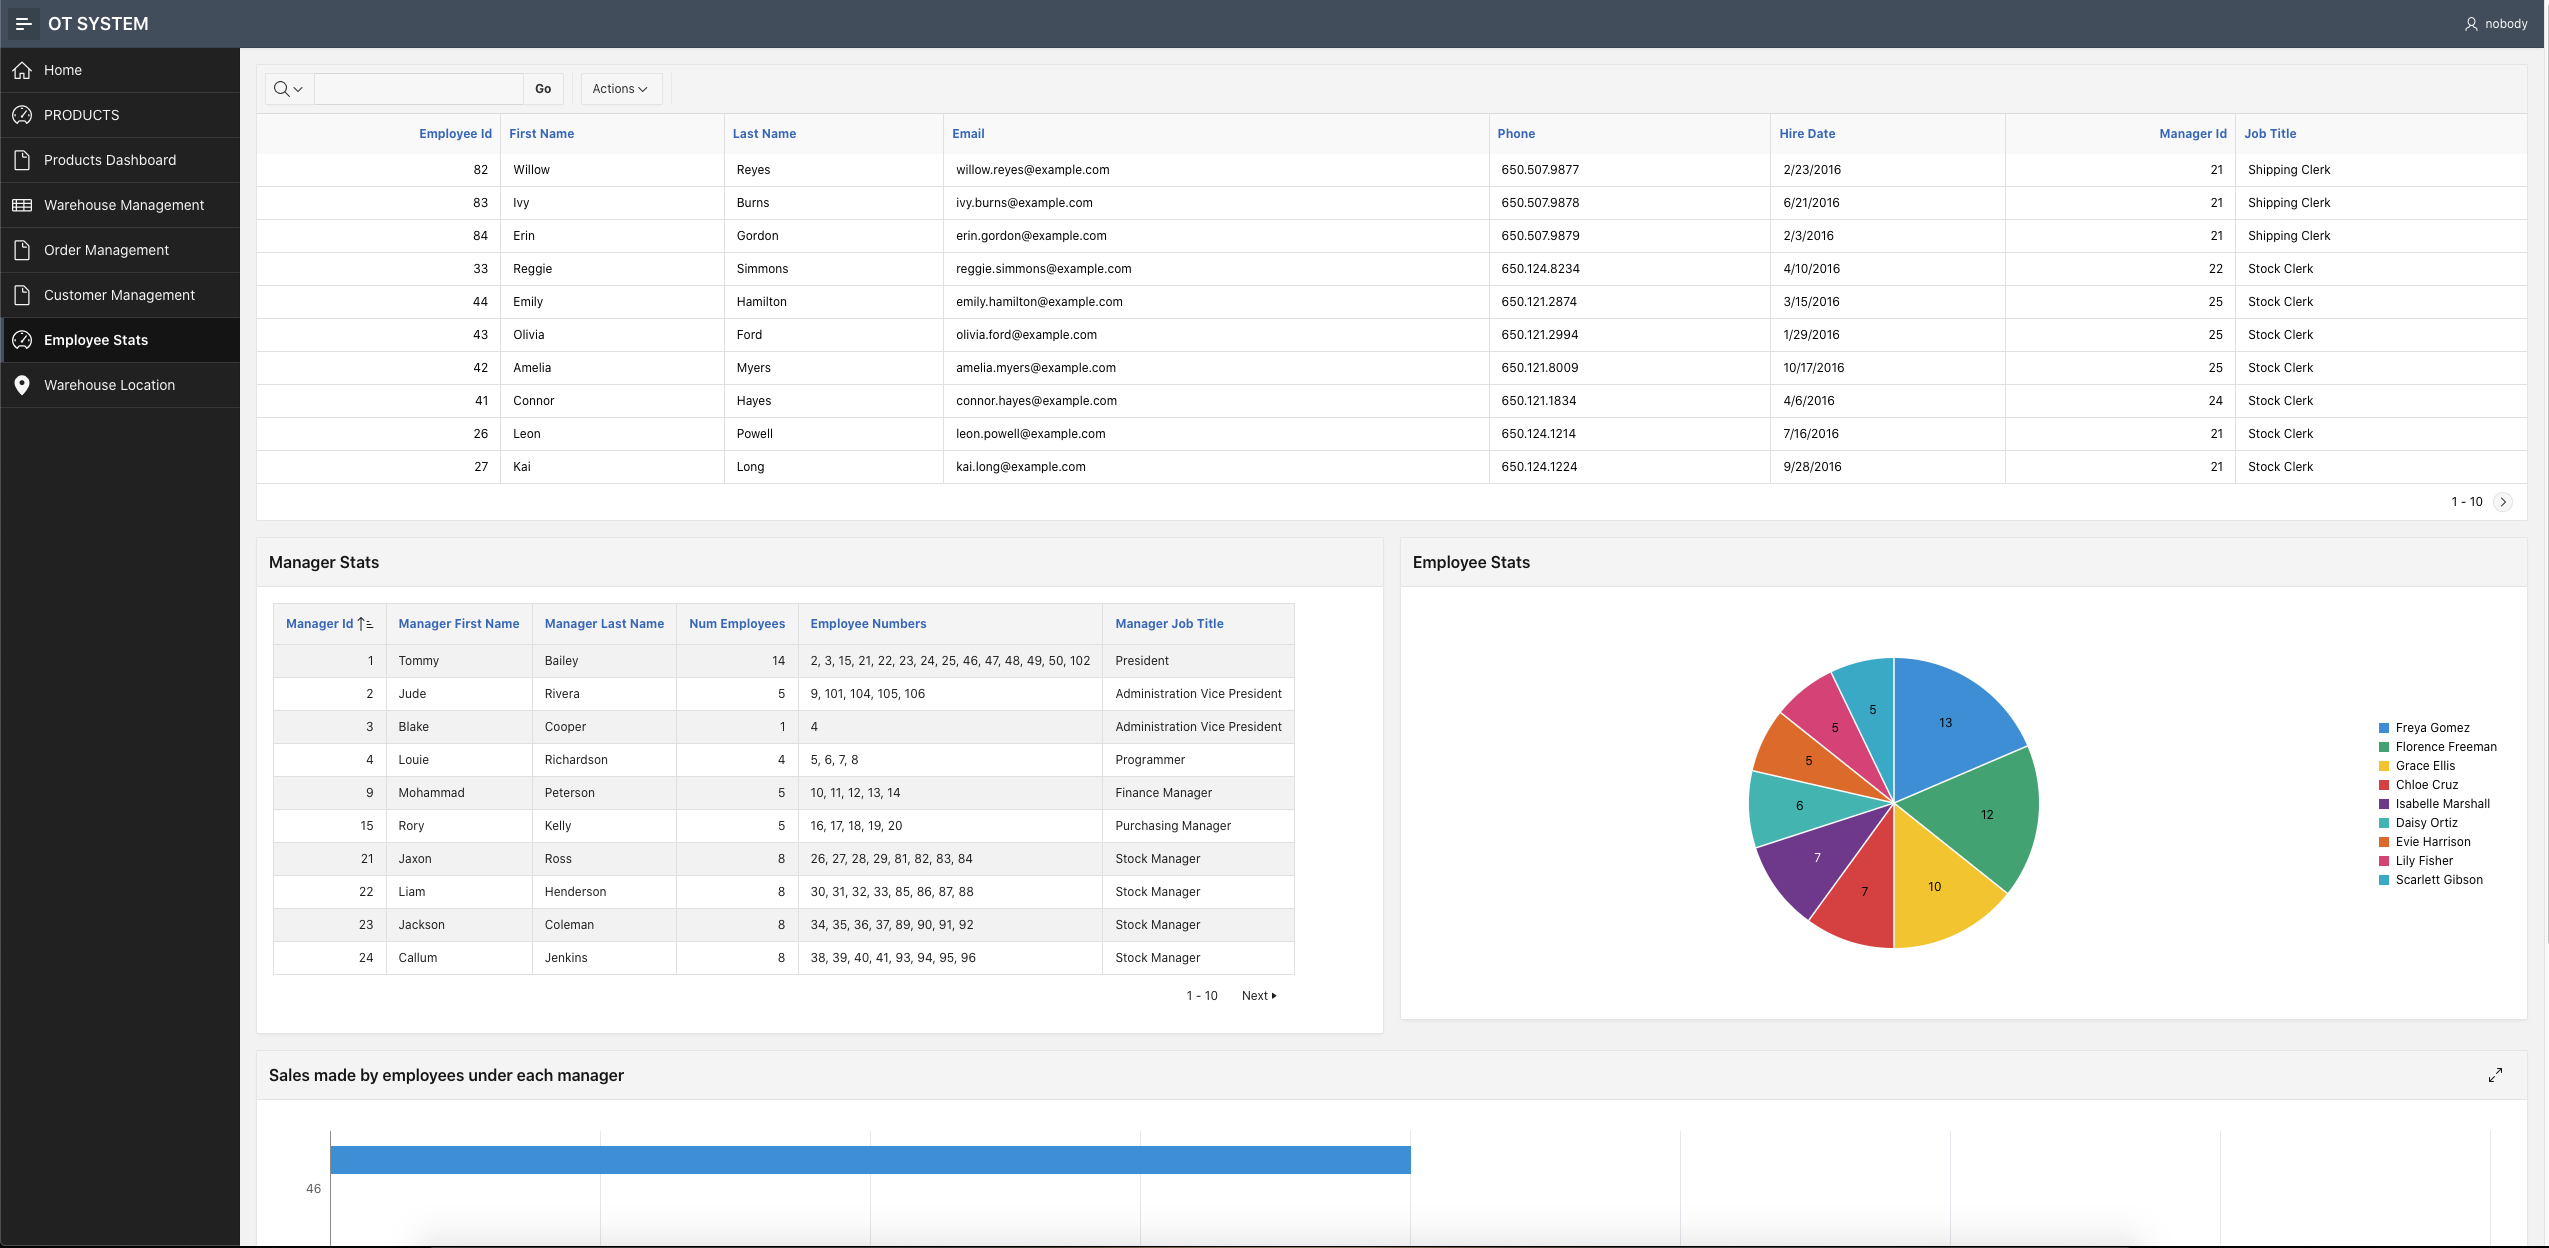 OT SYSTEM
nobody
Home
PRODUCTS
Products Dashboard
Warehouse Management
Order Management
Customer Management
Employee Stats
Warehouse Location
Go
Actions
Employee Id First Name Last Name Email Phone Hire Date Manager Id Job Title
82 Willow Reyes willow.reyes@example.com 650.507.9877 2/23/2016 21 Shipping Clerk
83 Ivy Burns ivy.burns@example.com 650.507.9878 6/21/2016 21 Shipping Clerk
84 Erin Gordon erin.gordon@example.com 650.507.9879 2/3/2016 21 Shipping Clerk
33 Reggie Simmons reggie.simmons@example.com 650.124.8234 4/10/2016 22 Stock Clerk
44 Emily Hamilton emily.hamilton@example.com 650.121.2874 3/15/2016 25 Stock Clerk
43 Olivia Ford olivia.ford@example.com 650.121.2994 1/29/2016 25 Stock Clerk
42 Amelia Myers amelia.myers@example.com 650.121.8009 10/17/2016 25 Stock Clerk
41 Connor Hayes connor.hayes@example.com 650.121.1834 4/6/2016 24 Stock Clerk
26 Leon Powell leon.powell@example.com 650.124.1214 7/16/2016 21 Stock Clerk
27 Kai Long kai.long@example.com 650.124.1224 9/28/2016 21 Stock Clerk
1 - 10
Manager Stats
Manager Id Manager First Name Manager Last Name Num Employees Employee Numbers Manager Job Title
1 Tommy Bailey 14 2, 3, 15, 21, 22, 23, 24, 25, 46, 47, 48, 49, 50, 102 President
2 Jude Rivera 5 9, 101, 104, 105, 106 Administration Vice President
3 Blake Cooper 1 4 Administration Vice President
4 Louie Richardson 4 5, 6, 7, 8 Programmer
9 Mohammad Peterson 5 10, 11, 12, 13, 14 Finance Manager
15 Rory Kelly 5 16, 17, 18, 19, 20 Purchasing Manager
21 Jaxon Ross 8 26, 27, 28, 29, 81, 82, 83, 84 Stock Manager
22 Liam Henderson 8 30, 31, 32, 33, 85, 86, 87, 88 Stock Manager
23 Jackson Coleman 8 34, 35, 36, 37, 89, 90, 91, 92 Stock Manager
24 Callum Jenkins 8 38, 39, 40, 41, 93, 94, 95, 96 Stock Manager
1 - 10 Next
Employee Stats
13
12
10
7
7
6
5
5
5
Freya Gomez
Florence Freeman
Grace Ellis
Chloe Cruz
Isabelle Marshall
Daisy Ortiz
Evie Harrison
Lily Fisher
Scarlett Gibson
Sales made by employees under each manager
46